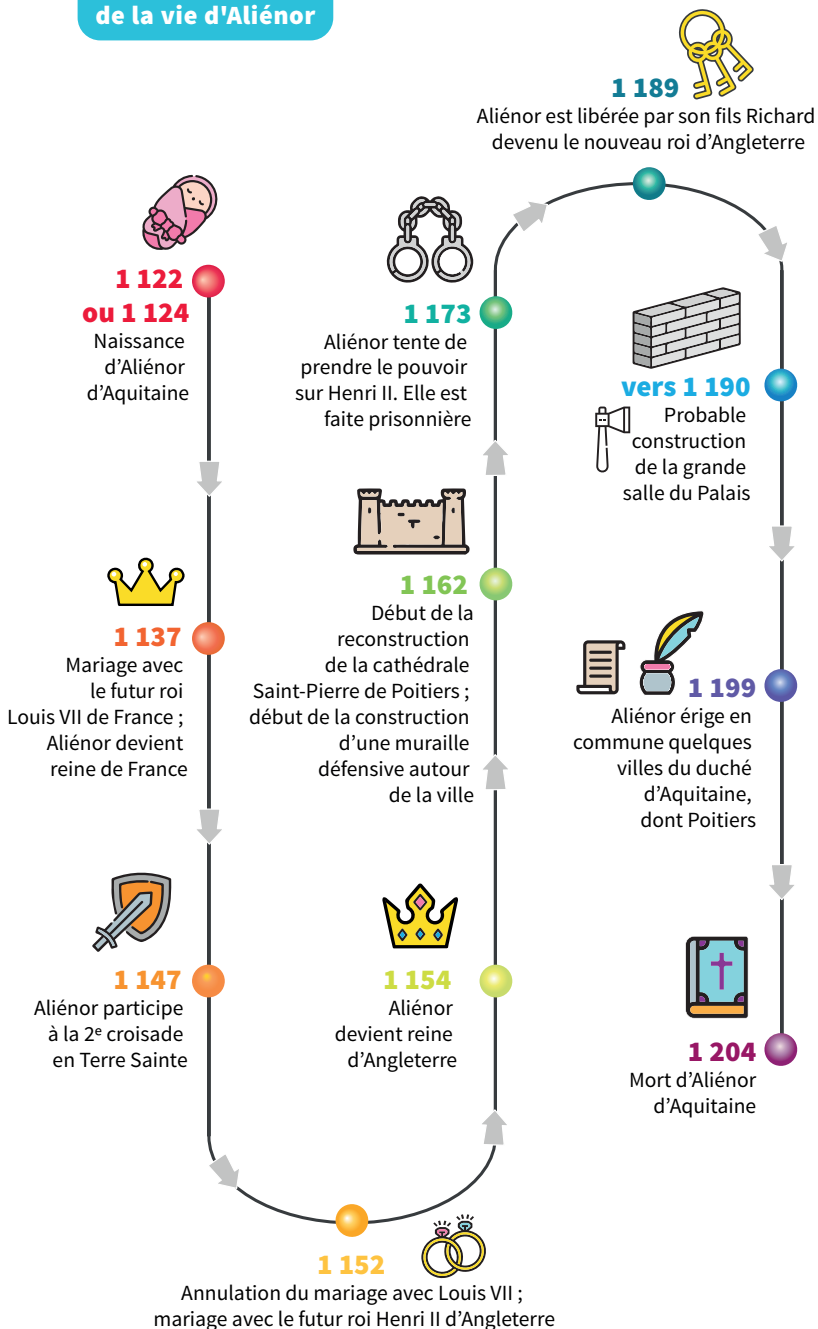 de la vie d'Aliénor
1 122
ou 1 124
Naissance
d'Aliénor
d'Aquitaine
1 137
Mariage avec
le futur roi
Louis VII de France ;
Aliénor devient
reine de France
1 147
Aliénor participe
à la 2ᵉ croisade
en Terre Sainte
1 152
Annulation du mariage avec Louis VII ;
mariage avec le futur roi Henri II d'Angleterre
1 154
Aliénor
devient reine
d'Angleterre
1 162
Début de la
reconstruction
de la cathédrale
Saint-Pierre de Poitiers ;
début de la construction
d'une muraille
défensive autour
de la ville
1 173
Aliénor tente de
prendre le pouvoir
sur Henri II. Elle est
faite prisonnière
1 189
Aliénor est libérée par son fils Richard
devenu le nouveau roi d'Angleterre
vers 1 190
Probable
construction
de la grande
salle du Palais
1 199
Aliénor érige en
commune quelques
villes du duché
d'Aquitaine,
dont Poitiers
1 204
Mort d'Aliénor
d'Aquitaine